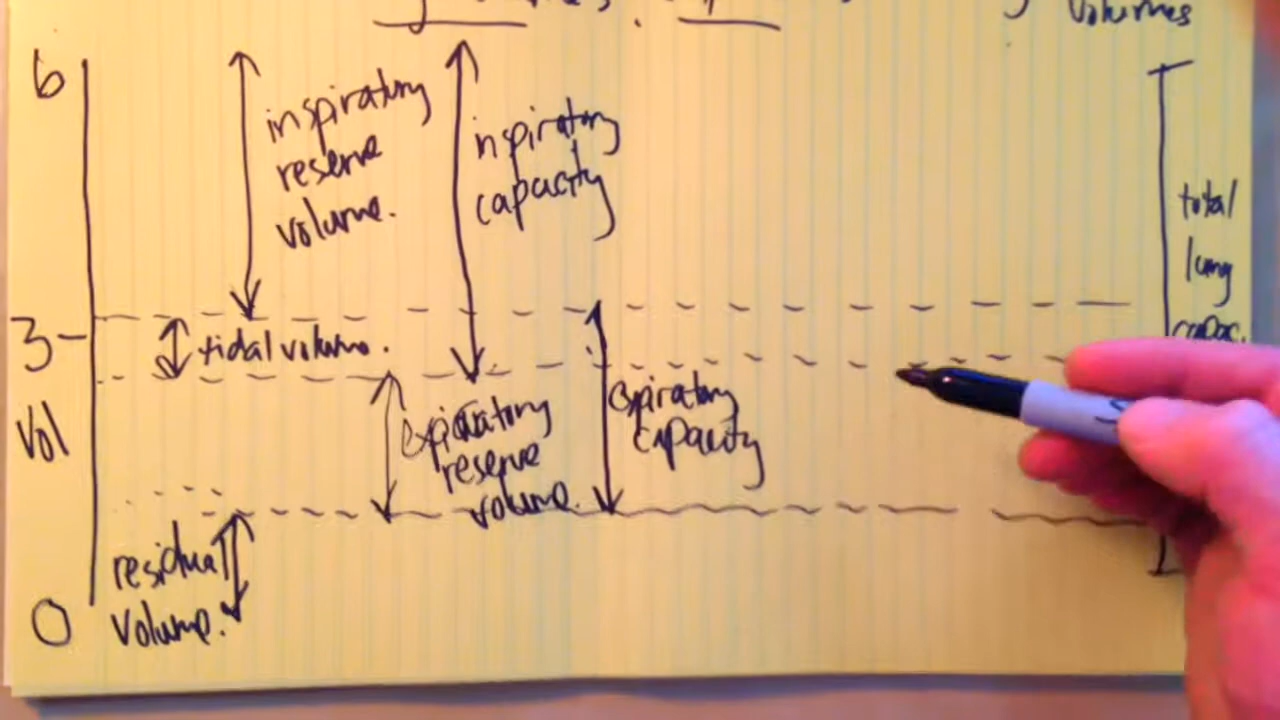 Volumes
6
inspiratory
reserve
volume.
inspiratory
capacity
total
lung
capac.
3
tidal volume.
Vol
expiratory
reserve
volume.
expiratory
capacity
residual
volume.
0